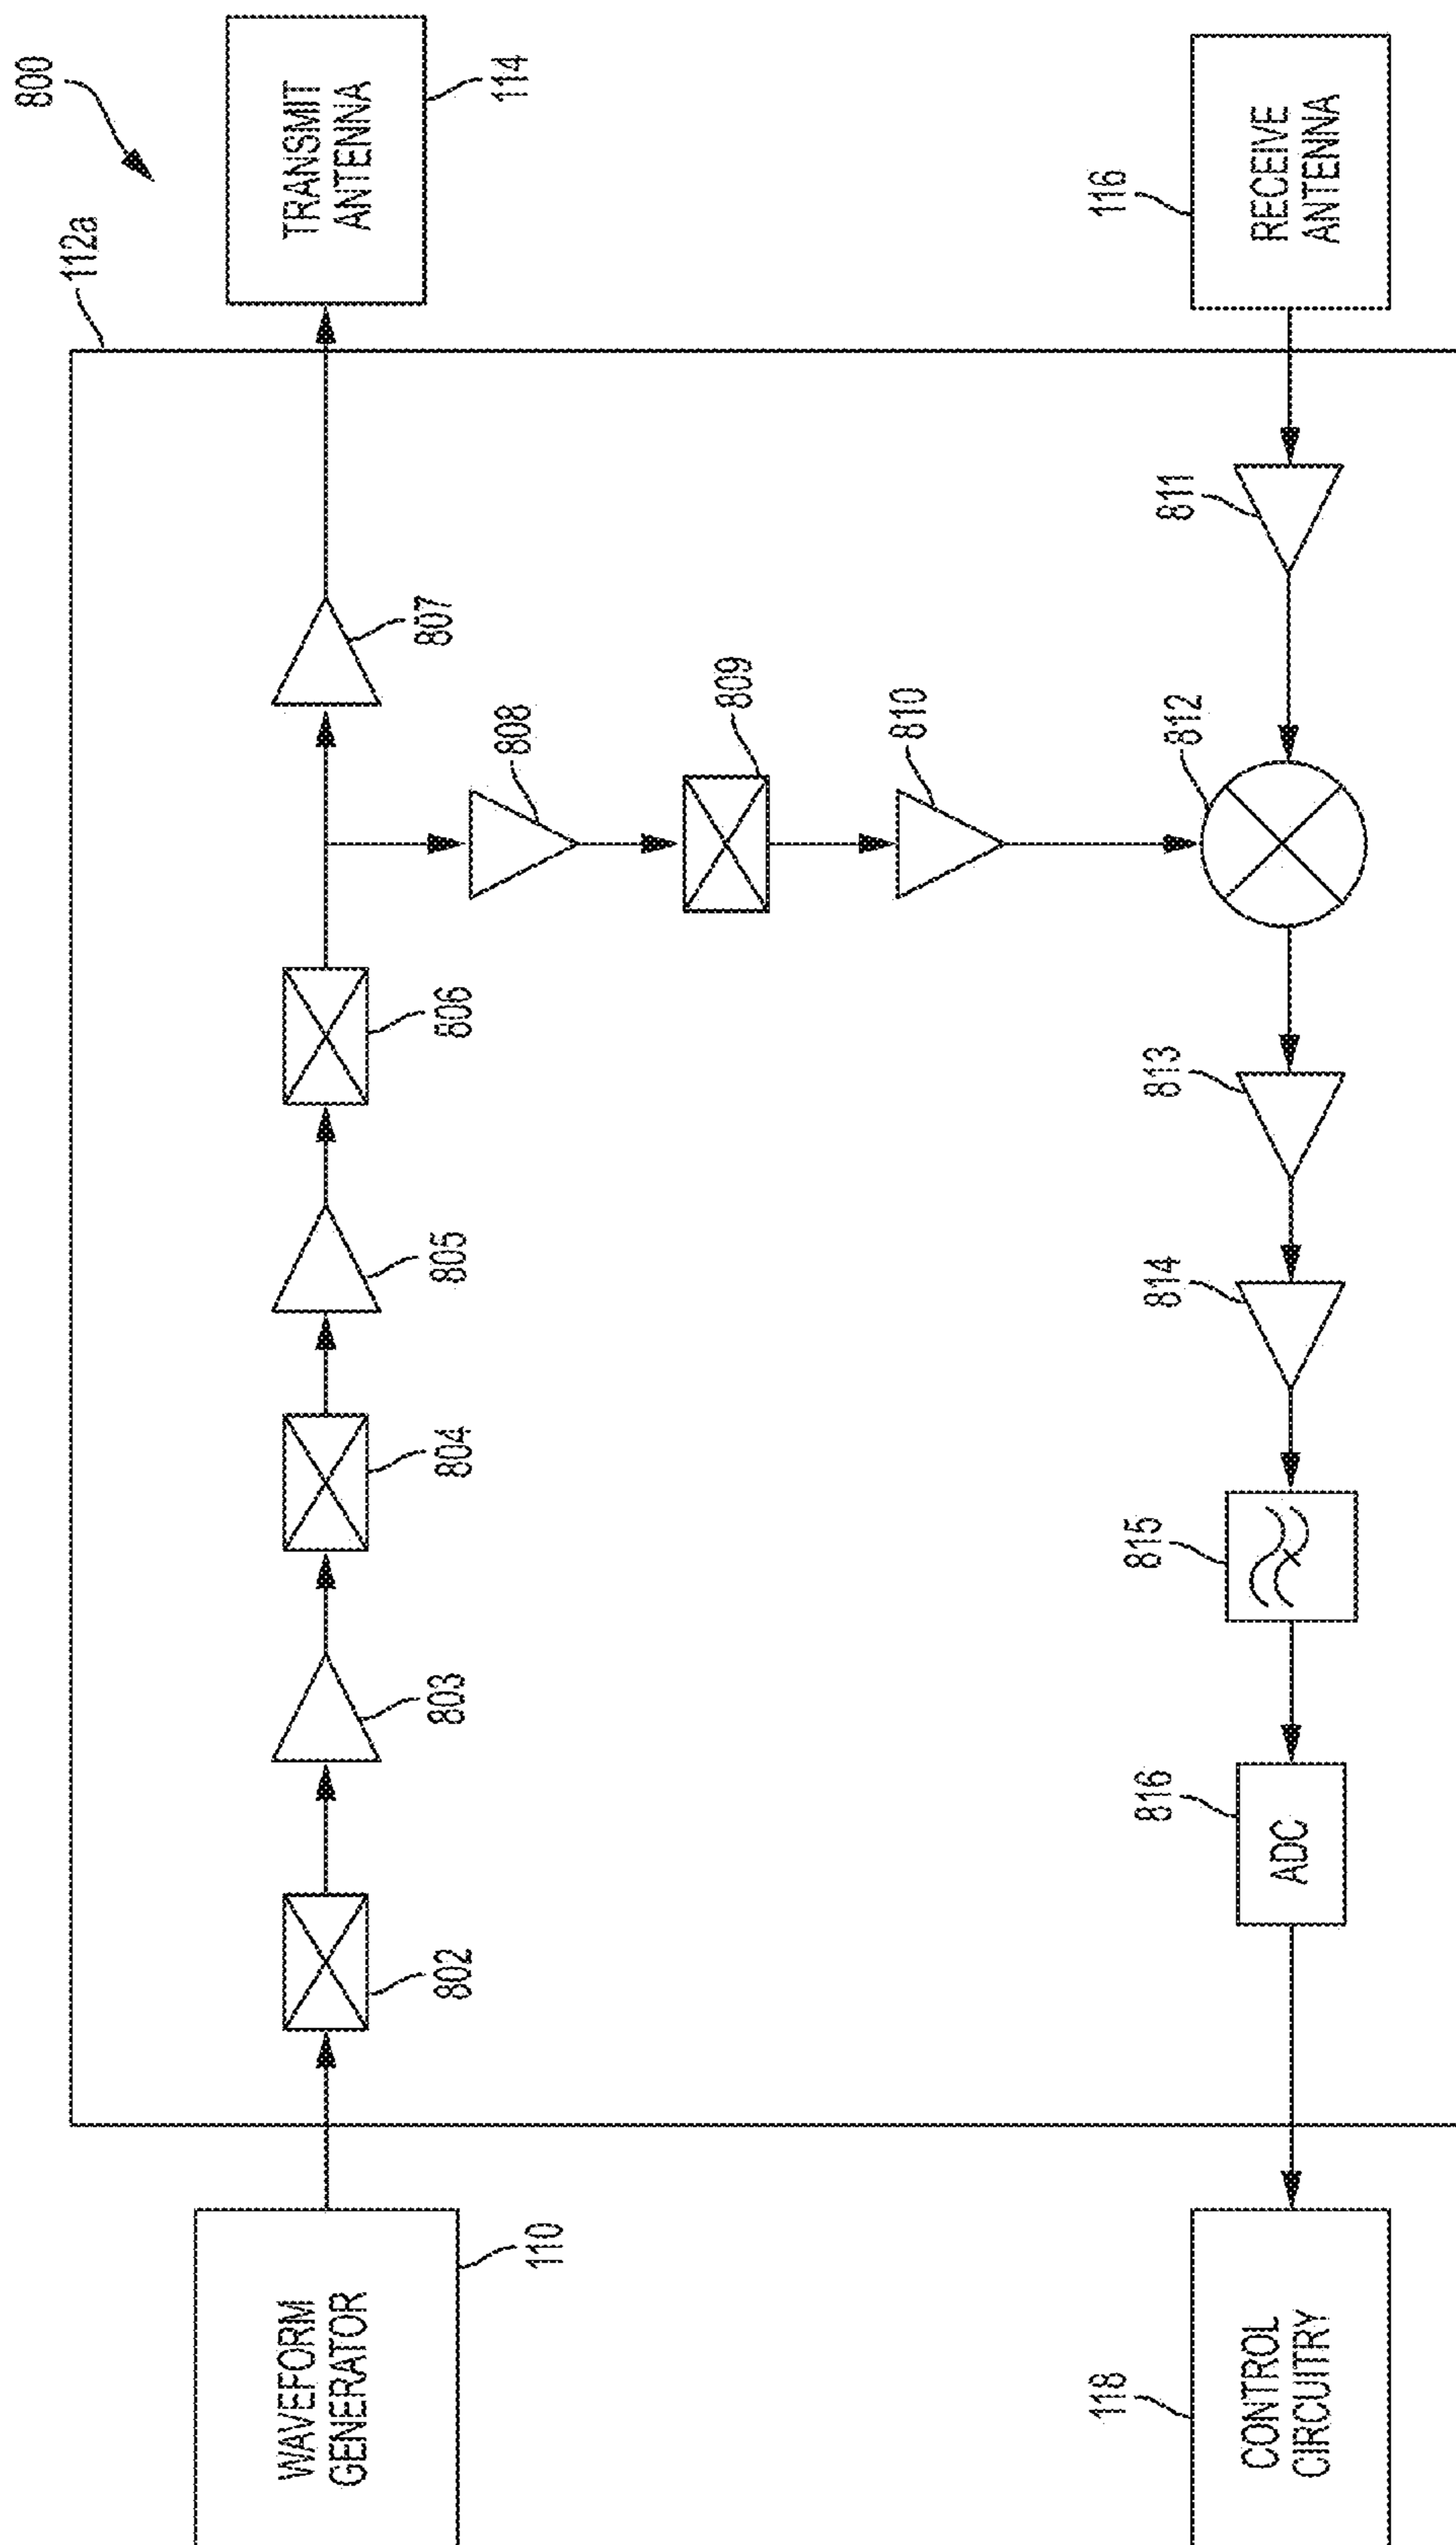 800
112a
WAVEFORM
GENERATOR
110
802
803
804
805
806
807
TRANSMIT
ANTENNA
114
808
809
810
CONTROL
CIRCUITRY
118
ADC
816
815
814
813
812
811
RECEIVE
ANTENNA
116